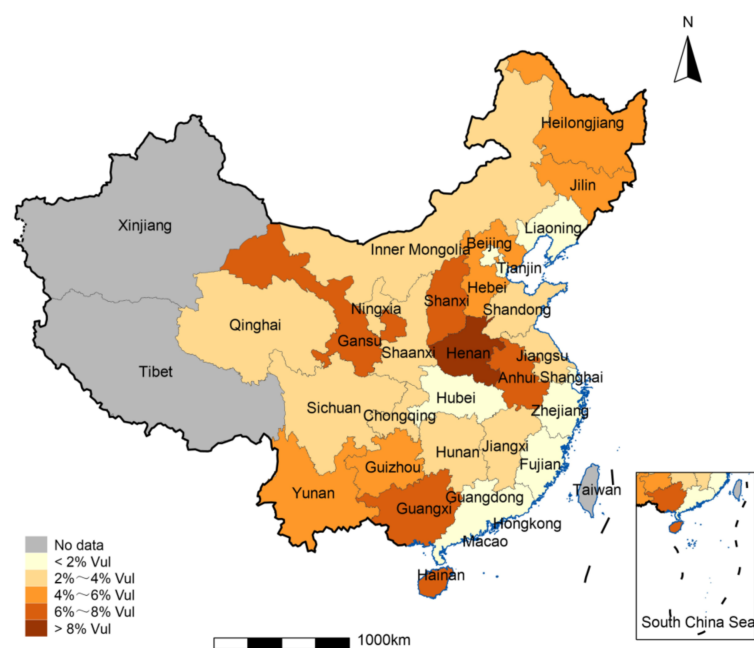 N
Heilongjiang
Jilin
Liaoning
Xinjiang
Beijing
Inner Mongolia
Tianjin
Hebei
Shanxi
Ningxia
Shandong
Qinghai
Gansu
Shaanxi
Henan
Jiangsu
Tibet
Anhui
Shanghai
Hubei
Sichuan
Chongqing
Zhejiang
Hunan
Jiangxi
Guizhou
Fujian
Yunan
Taiwan
Guangdong
Guangxi
Hongkong
Macao
Hainan
No data
< 2% Vul
2%～4% Vul
4%～6% Vul
6%～8% Vul
> 8% Vul
South China Sea
1000km